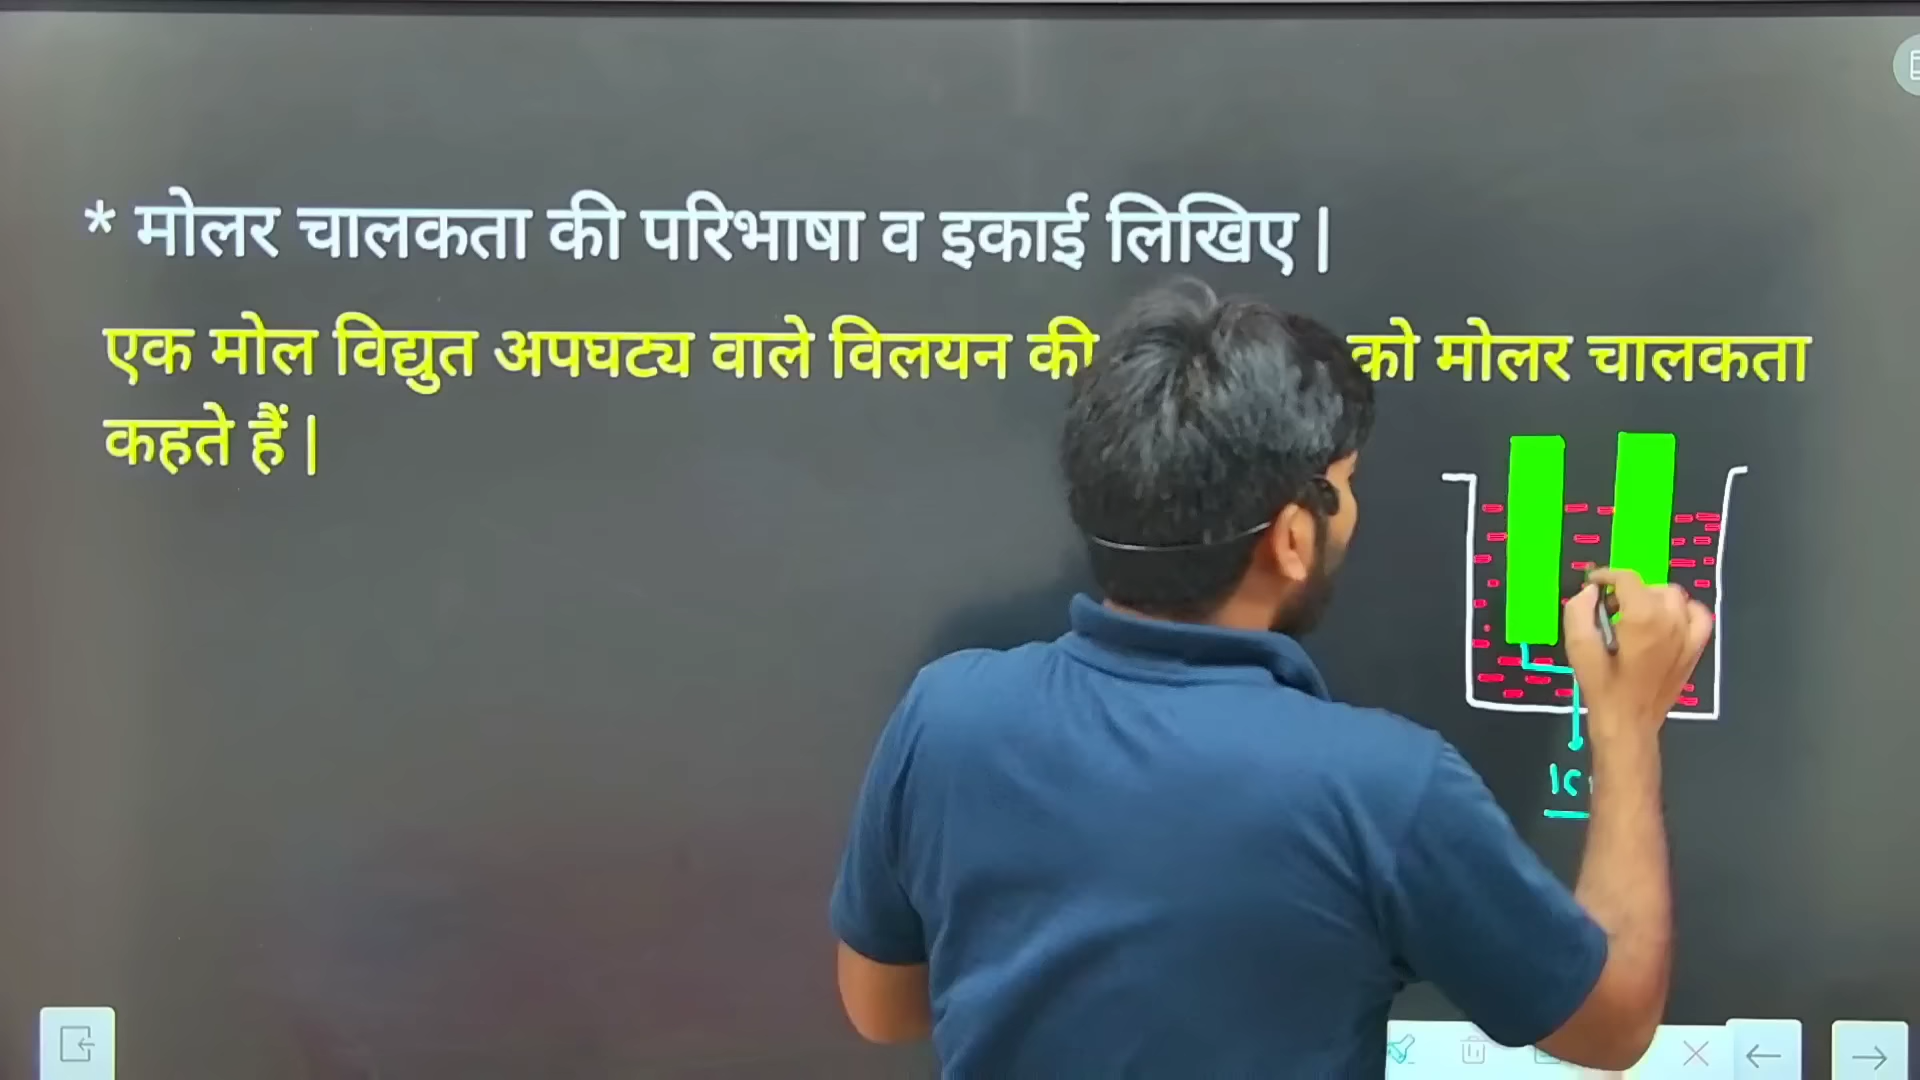 * मोलर चालकता की परिभाषा व इकाई लिखिए |
एक मोल विद्युत अपघट्य वाले विलयन की को मोलर चालकता
कहते हैं |